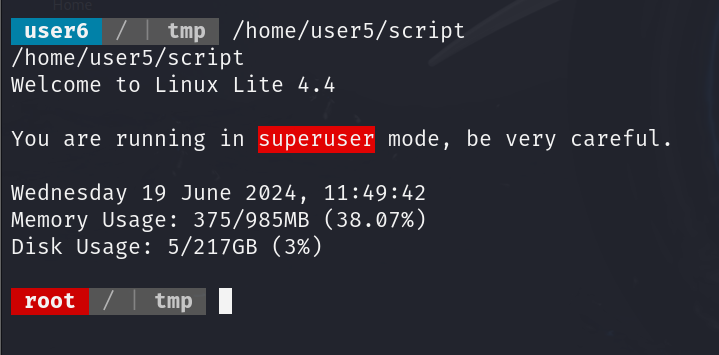 Home
user6 / | tmp /home/user5/script
/home/user5/script
Welcome to Linux Lite 4.4
You are running in superuser mode, be very careful.
Wednesday 19 June 2024, 11:49:42
Memory Usage: 375/985MB (38.07%)
Disk Usage: 5/217GB (3%)
root / | tmp